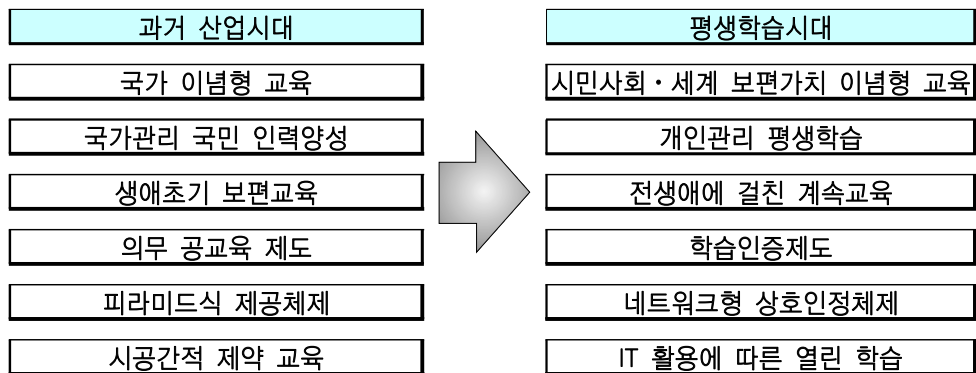 과거 산업시대
국가 이념형 교육
국가관리 국민 인력양성
생애초기 보편교육
의무 공교육 제도
피라미드식 제공체제
시공간적 제약 교육
평생학습시대
시민사회·세계 보편가치 이념형 교육
개인관리 평생학습
전생애에 걸친 계속교육
학습인증제도
네트워크형 상호인정체제
IT 활용에 따른 열린 학습